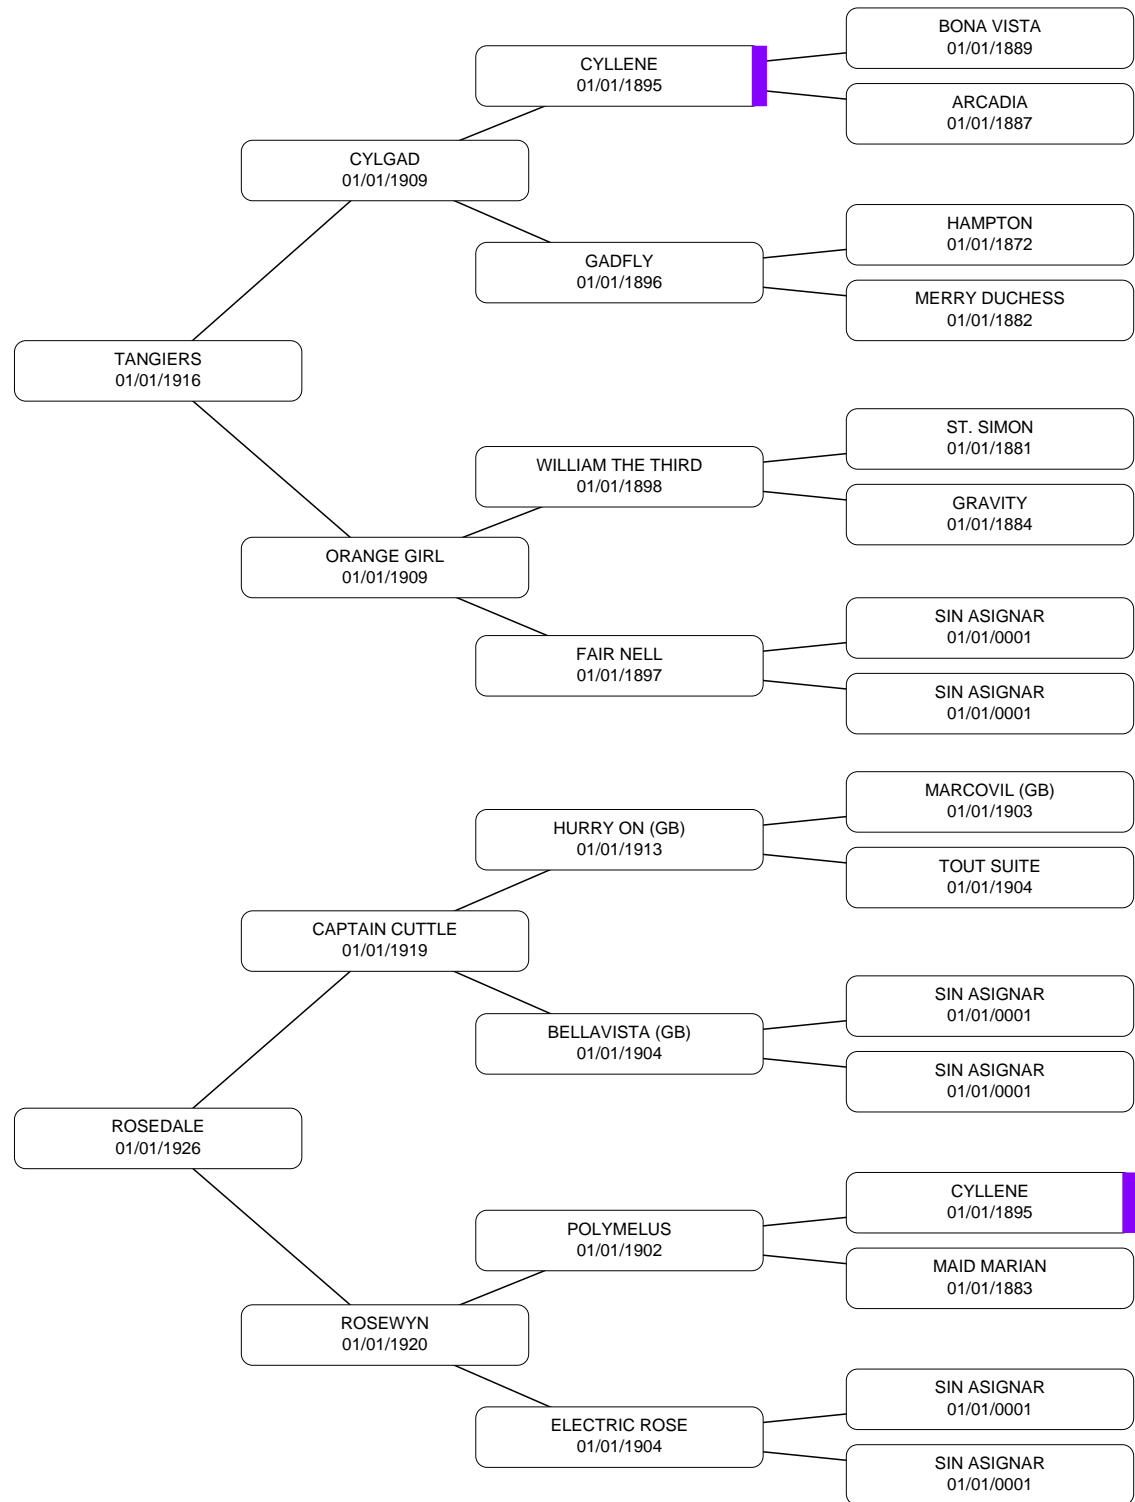 BONA VISTA
01/01/1889
CYLLENE
01/01/1895
ARCADIA
01/01/1887
CYLGAD
01/01/1909
HAMPTON
01/01/1872
GADFLY
01/01/1896
MERRY DUCHESS
01/01/1882
TANGIERS
01/01/1916
ST. SIMON
01/01/1881
WILLIAM THE THIRD
01/01/1898
GRAVITY
01/01/1884
ORANGE GIRL
01/01/1909
SIN ASIGNAR
01/01/0001
FAIR NELL
01/01/1897
SIN ASIGNAR
01/01/0001
MARCOVIL (GB)
01/01/1903
HURRY ON (GB)
01/01/1913
TOUT SUITE
01/01/1904
CAPTAIN CUTTLE
01/01/1919
SIN ASIGNAR
01/01/0001
BELLAVISTA (GB)
01/01/1904
SIN ASIGNAR
01/01/0001
ROSEDALE
01/01/1926
CYLLENE
01/01/1895
POLYMELUS
01/01/1902
MAID MARIAN
01/01/1883
ROSEWYN
01/01/1920
SIN ASIGNAR
01/01/0001
ELECTRIC ROSE
01/01/1904
SIN ASIGNAR
01/01/0001